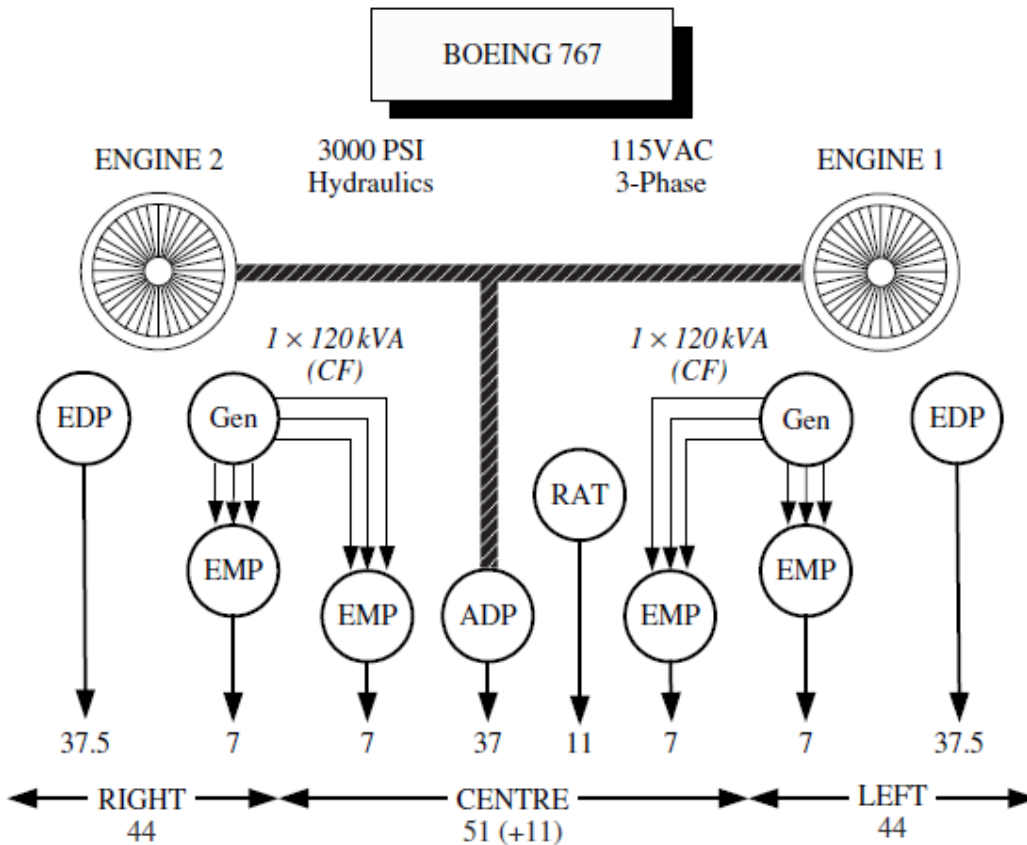 BOEING 767
ENGINE 2
3000 PSI
Hydraulics
115VAC
3-Phase
ENGINE 1
1 × 120 kVA
(CF)
1 × 120 kVA
(CF)
EDP
Gen
Gen
EDP
RAT
EMP
EMP
EMP
ADP
EMP
37.5
7
7
37
11
7
7
37.5
RIGHT
44
CENTRE
51 (+11)
LEFT
44